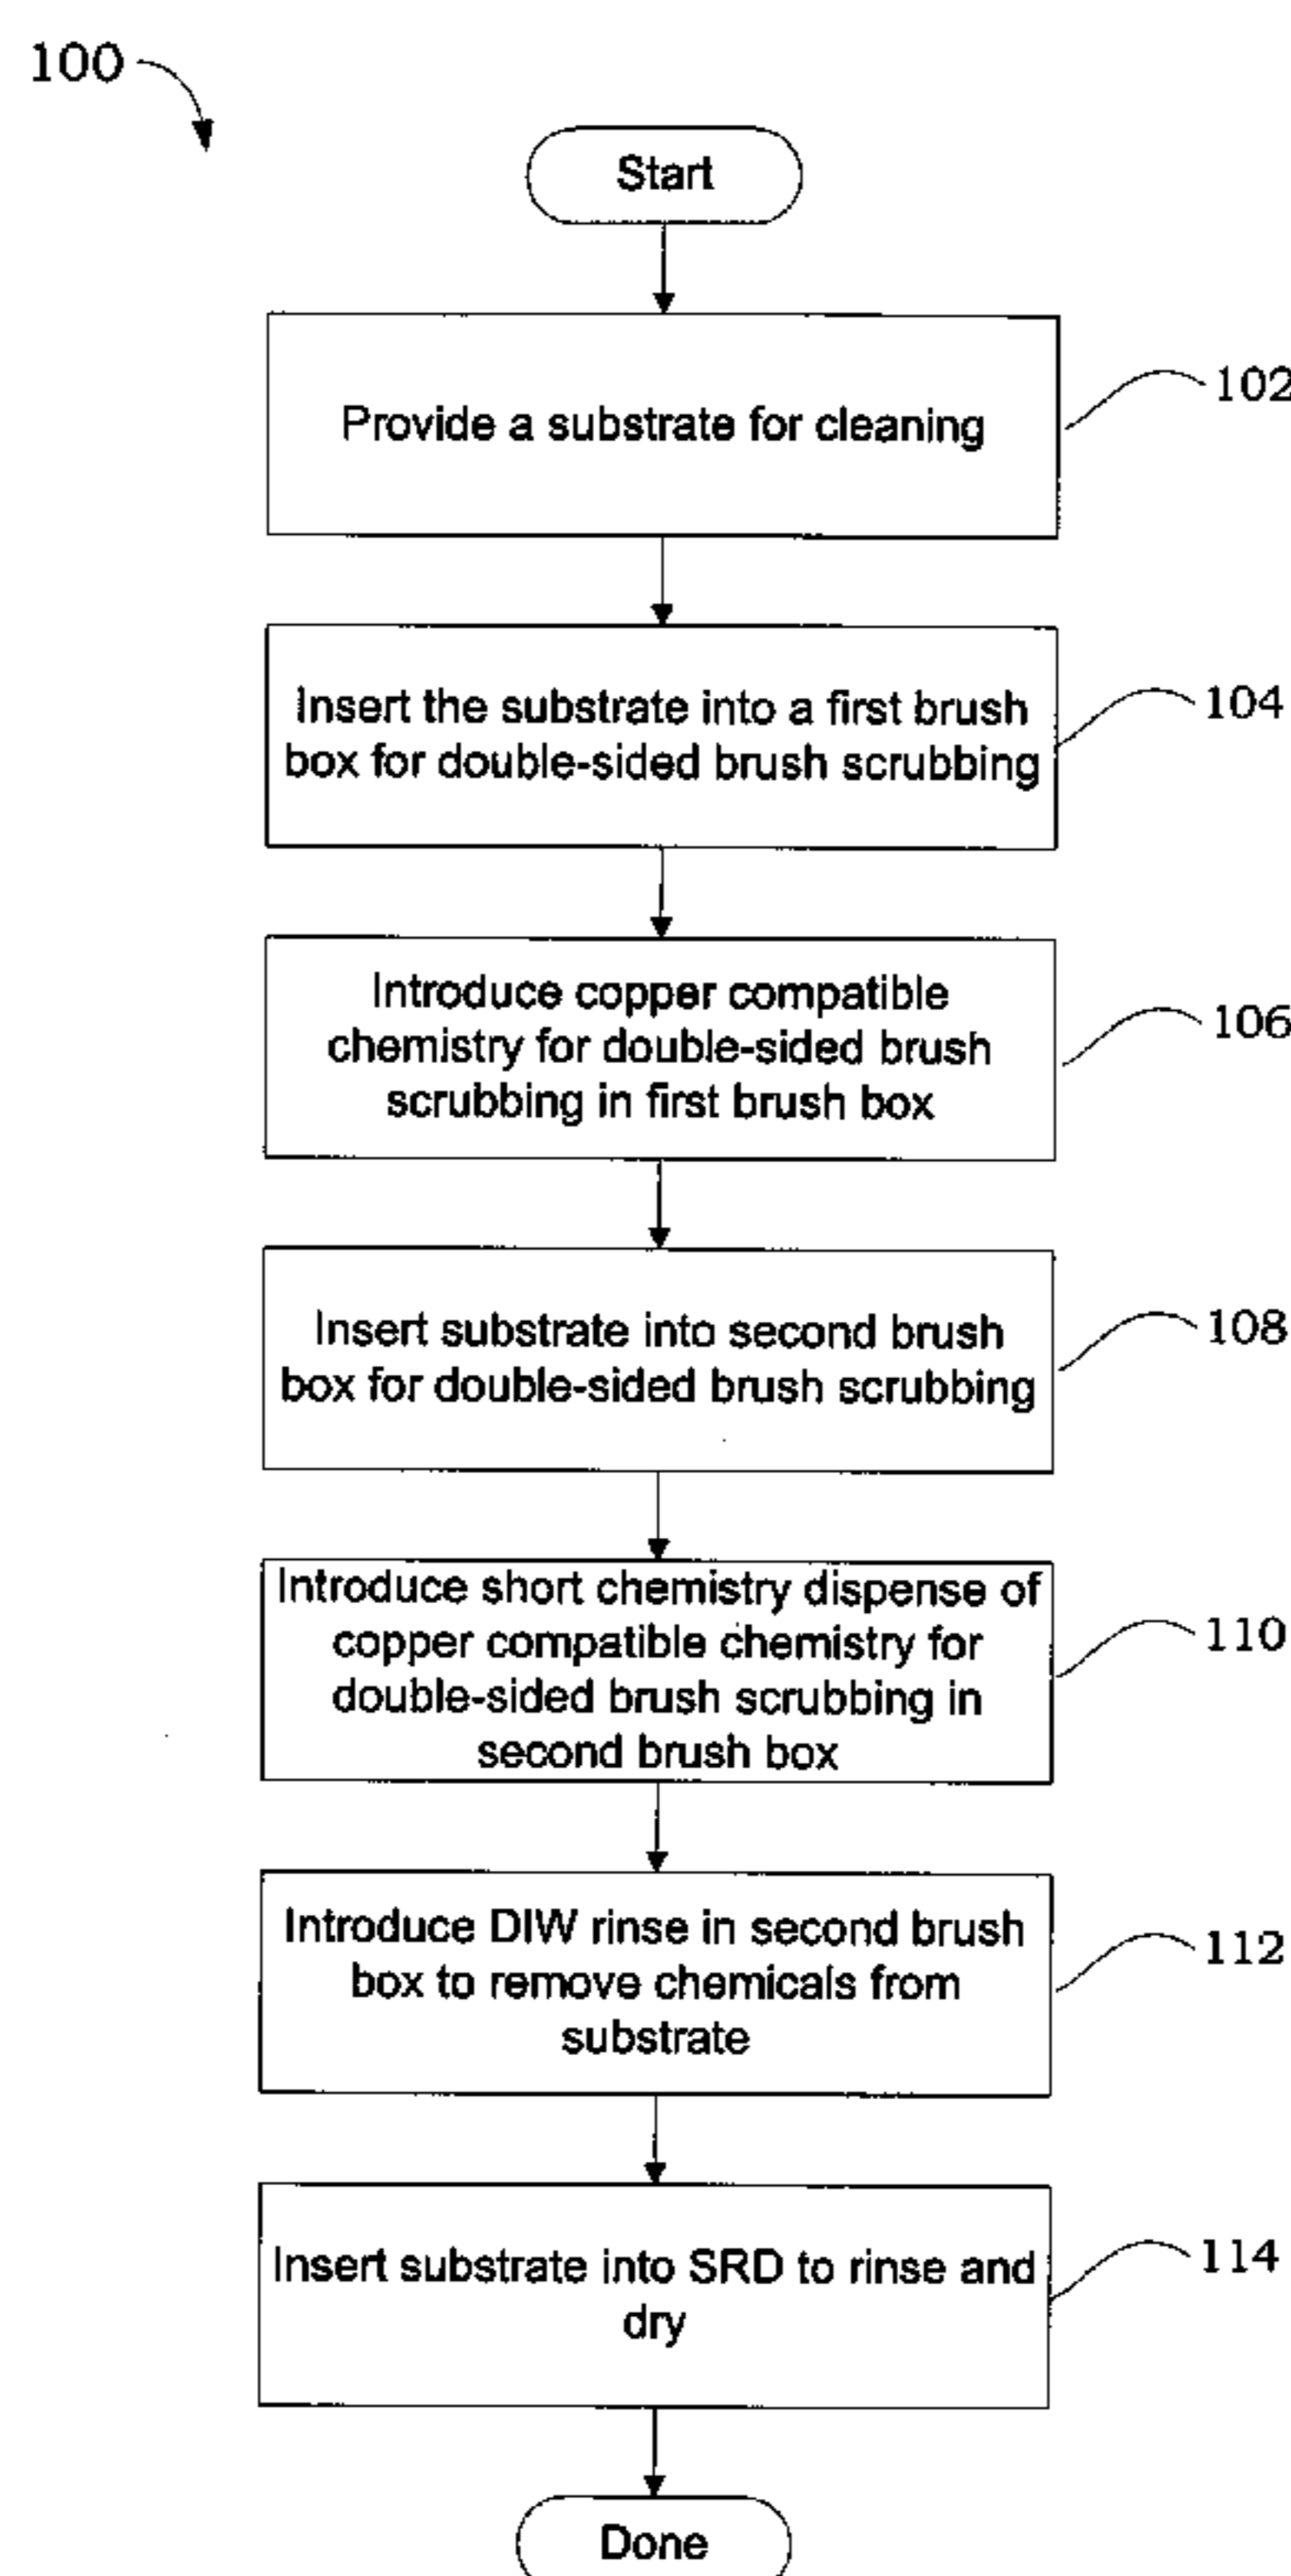 100
Start
Provide a substrate for cleaning
102
Insert the substrate into a first brush
box for double-sided brush scrubbing
104
Introduce copper compatible
chemistry for double-sided brush
scrubbing in first brush box
106
Insert substrate into second brush
box for double-sided brush scrubbing
108
Introduce short chemistry dispense of
copper compatible chemistry for
double-sided brush scrubbing in
second brush box
110
Introduce DIW rinse in second brush
box to remove chemicals from
substrate
112
Insert substrate into SRD to rinse and
dry
114
Done